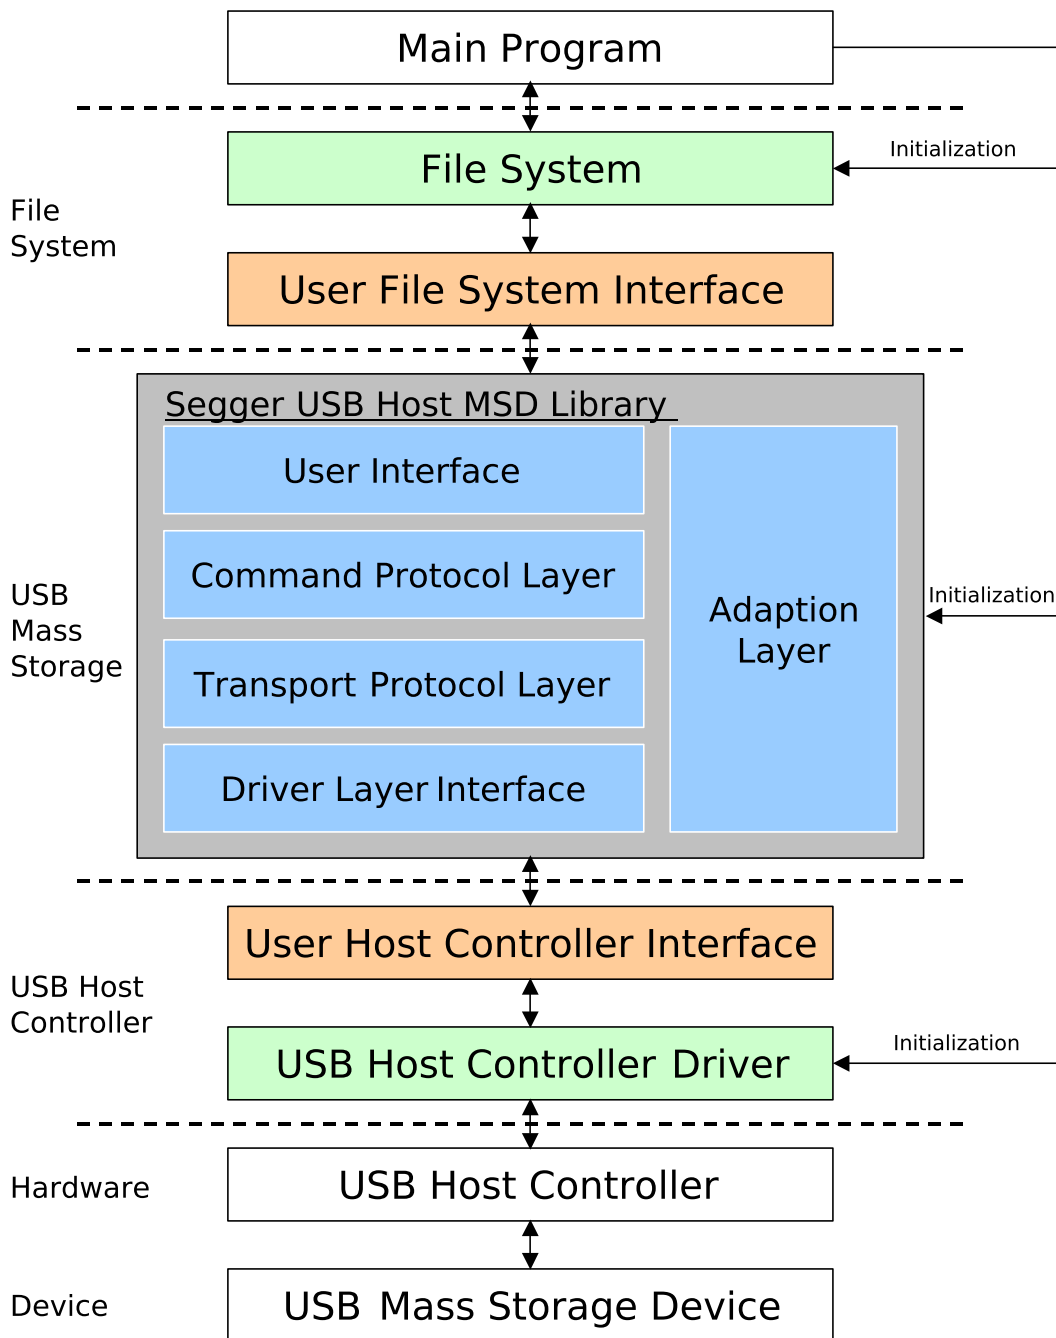 Main Program
File System
Initialization
File
System
User File System Interface
Segger USB Host MSD Library
User Interface
Command Protocol Layer
Transport Protocol Layer
Driver Layer Interface
Adaption
Layer
USB
Mass
Storage
Initialization
User Host Controller Interface
USB Host
Controller
USB Host Controller Driver
Initialization
Hardware
USB Host Controller
Device
USB Mass Storage Device